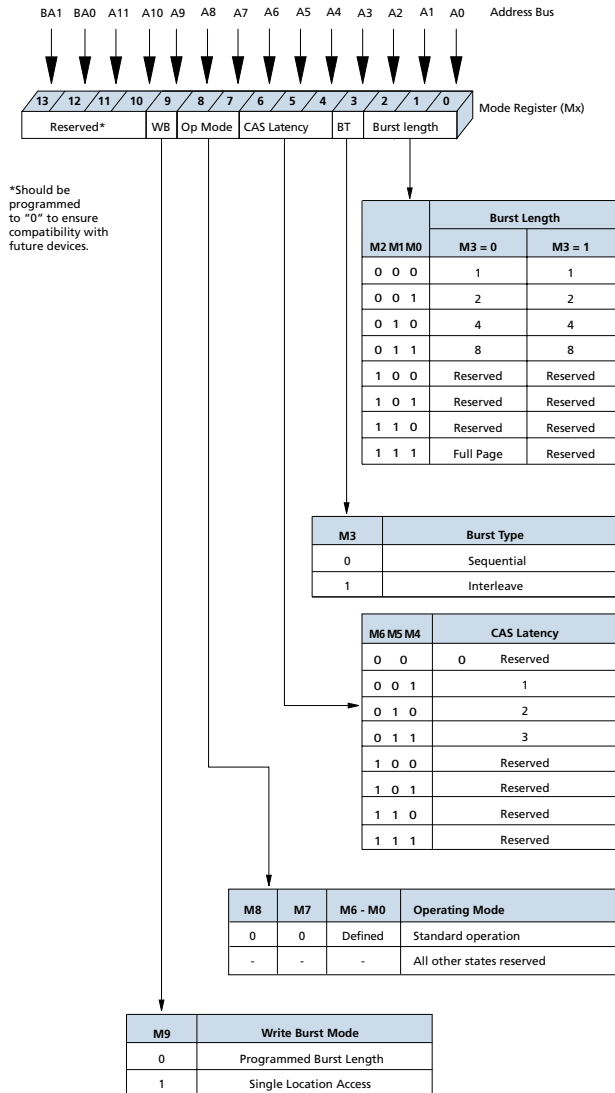 BA1 BA0 A11 A10 A9 A8 A7 A6 A5 A4 A3 A2 A1 A0 Address Bus
13 12 11 10 9 8 7 6 5 4 3 2 1 0
Mode Register (Mx)
Reserved* WB Op Mode CAS Latency BT Burst length
*Should be
programmed
to “0” to ensure
compatibility with
future devices.
Burst Length
M2 M1 M0 M3 = 0 M3 = 1
0 0 0 1 1
0 0 1 2 2
0 1 0 4 4
0 1 1 8 8
1 0 0 Reserved Reserved
1 0 1 Reserved Reserved
1 1 0 Reserved Reserved
1 1 1 Full Page Reserved
M3 Burst Type
0 Sequential
1 Interleave
M6 M5 M4 CAS Latency
0 0 0 Reserved
0 0 1 1
0 1 0 2
0 1 1 3
1 0 0 Reserved
1 0 1 Reserved
1 1 0 Reserved
1 1 1 Reserved
M8 M7 M6 - M0 Operating Mode
0 0 Defined Standard operation
- - - All other states reserved
M9 Write Burst Mode
0 Programmed Burst Length
1 Single Location Access